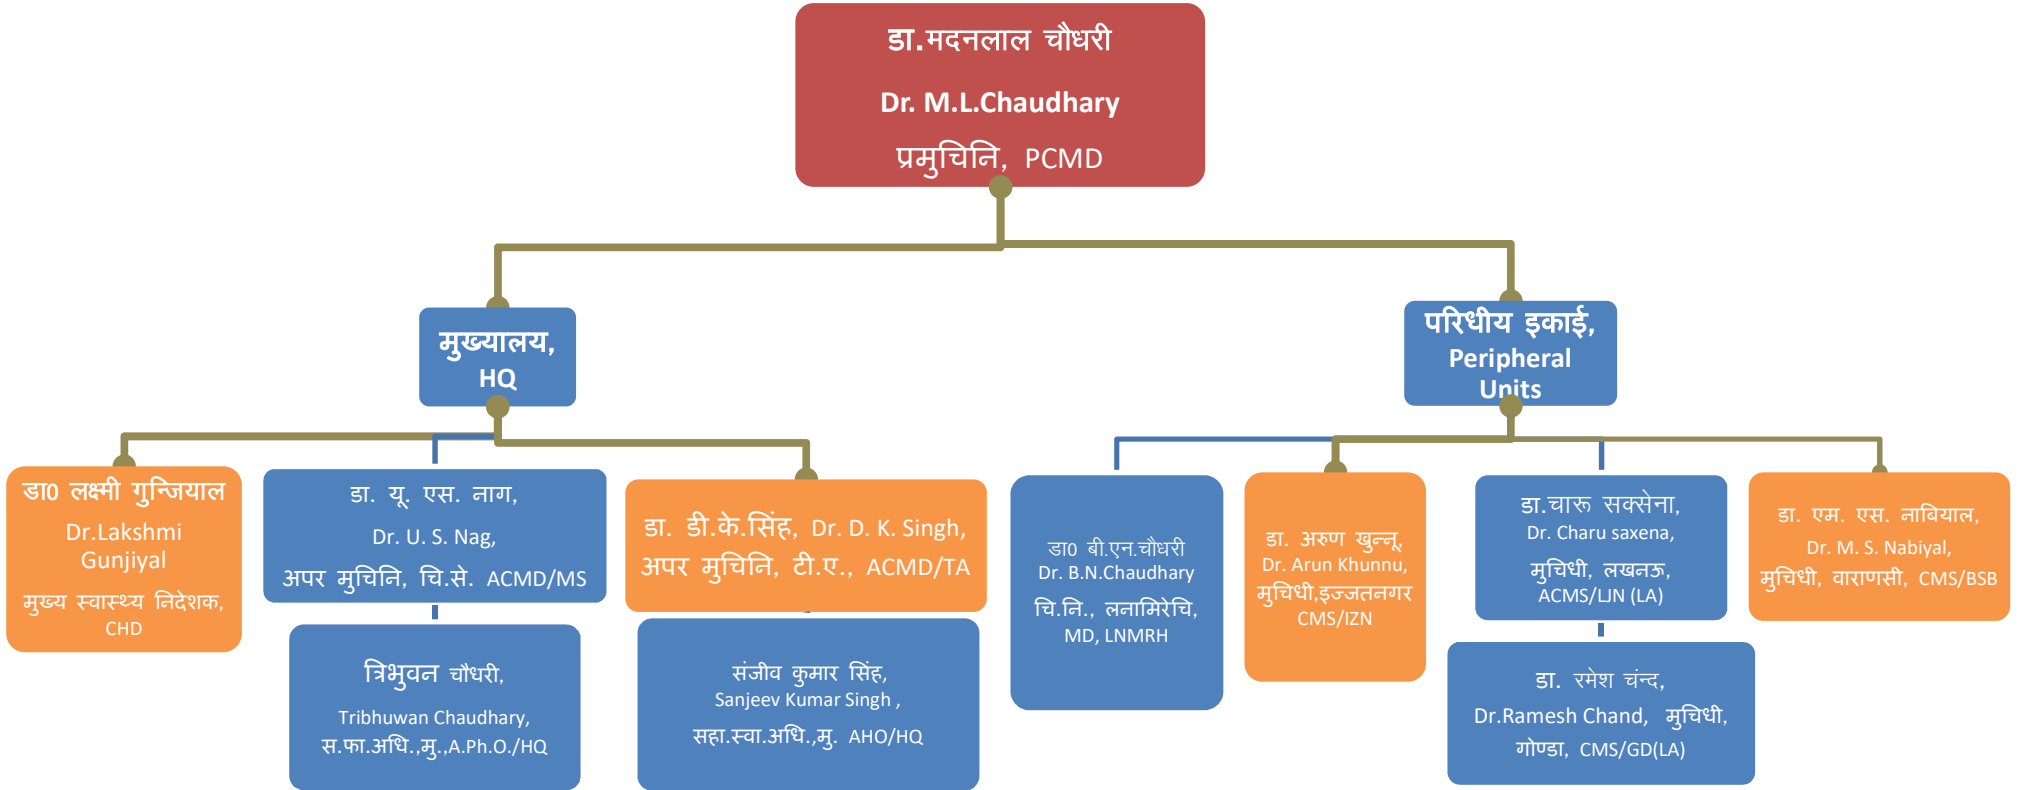 डा.मदनलाल चौधरी
Dr. M.L.Chaudhary
प्रमुचिनि, PCMD
मुख्यालय,
HQ
परिधीय इकाई,
Peripheral
Units
डा0 लक्ष्मी गुन्जियाल
Dr.Lakshmi
Gunjiyal
मुख्य स्वास्थ्य निदेशक,
CHD
डा. यू. एस. नाग,
Dr. U. S. Nag,
अपर मुचिनि, चि.से. ACMD/MS
त्रिभुवन चौधरी,
Tribhuwan Chaudhary,
स.फा.अधि.,मु.,A.Ph.O./HQ
डा. डी.के.सिंह, Dr. D. K. Singh,
अपर मुचिनि, टी.ए., ACMD/TA
संजीव कुमार सिंह,
Sanjeev Kumar Singh ,
सहा.स्वा.अधि.,मु. AHO/HQ
डा0 बी.एन.चौधरी
Dr. B.N.Chaudhary
चि.नि., लनामिरेचि,
MD, LNMRH
डा. अरुण खुन्नू,
Dr. Arun Khunnu,
मुचिधी,इज्जतनगर
CMS/IZN
डा.चारू सक्सेना,
Dr. Charu saxena,
मुचिधी, लखनऊ,
ACMS/LJN (LA)
डा. रमेश चंन्द,
Dr.Ramesh Chand, मुचिधी,
गोण्डा, CMS/GD(LA)
डा. एम. एस. नाबियाल,
Dr. M. S. Nabiyal,
मुचिधी, वाराणसी, CMS/BSB